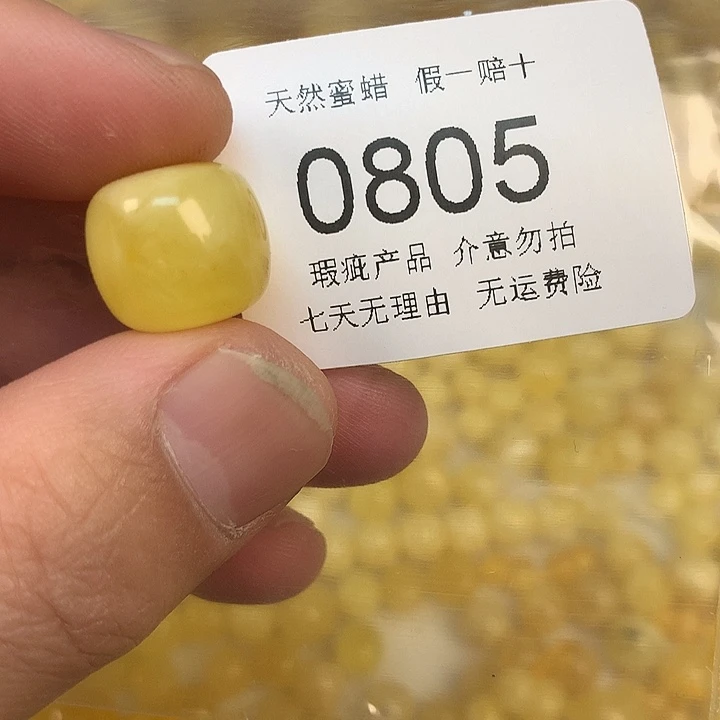 天然蜜蜡 假一赔十
0805
瑕疵产品 介意勿拍
七天无理由 无运费险